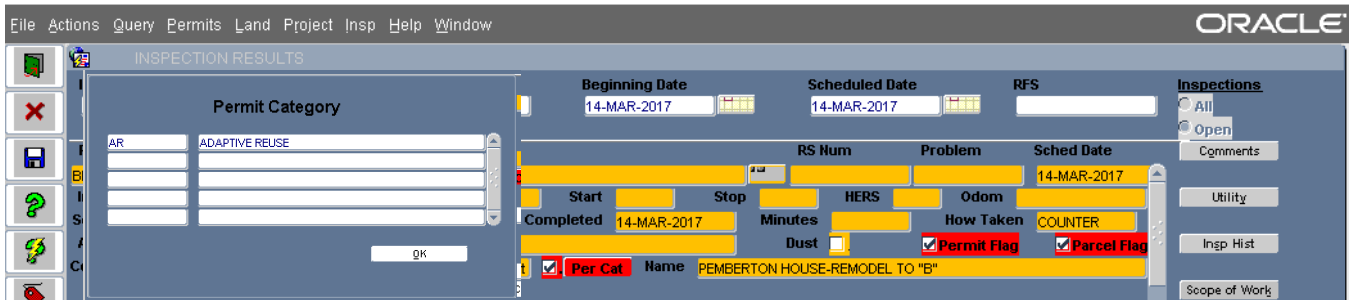 File Actions Query Permits Land Project Insp Help Window
ORACLE
INSPECTION RESULTS
Permit Category
AR ADAPTIVE REUSE
OK
Beginning Date Scheduled Date RFS Inspections
14-MAR-2017 14-MAR-2017 All
Open
RS Num Problem Sched Date Comments
14-MAR-2017
Start Stop HERS Odom Utility
Completed 14-MAR-2017 Minutes How Taken COUNTER
Dust Permit Flag Parcel Flag Insp Hist
Per Cat Name PEMBERTON HOUSE-REMODEL TO "B"
Scope of Work